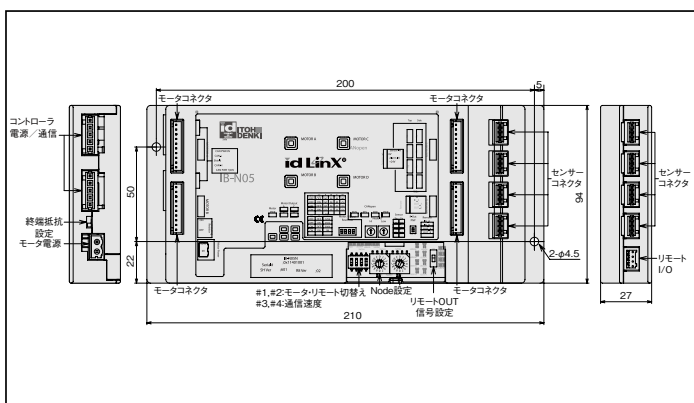 200
5
モータコネクタ
モータコネクタ
コントローラ
電源／通信
ITOH
DENKI
MOTOR A
MOTOR C
CANopen
id LinX
IB-N05
MOTOR B
MOTOR D
センサー
コネクタ
センサー
コネクタ
50
94
終端抵抗
設定
モータ電源
22
2-φ4.5
リモート
I/O
モータコネクタ
#1,#2：モータ・リモート切替え
#3,#4：通信速度
Node設定
リモートOUT
信号設定
モータコネクタ
27
210